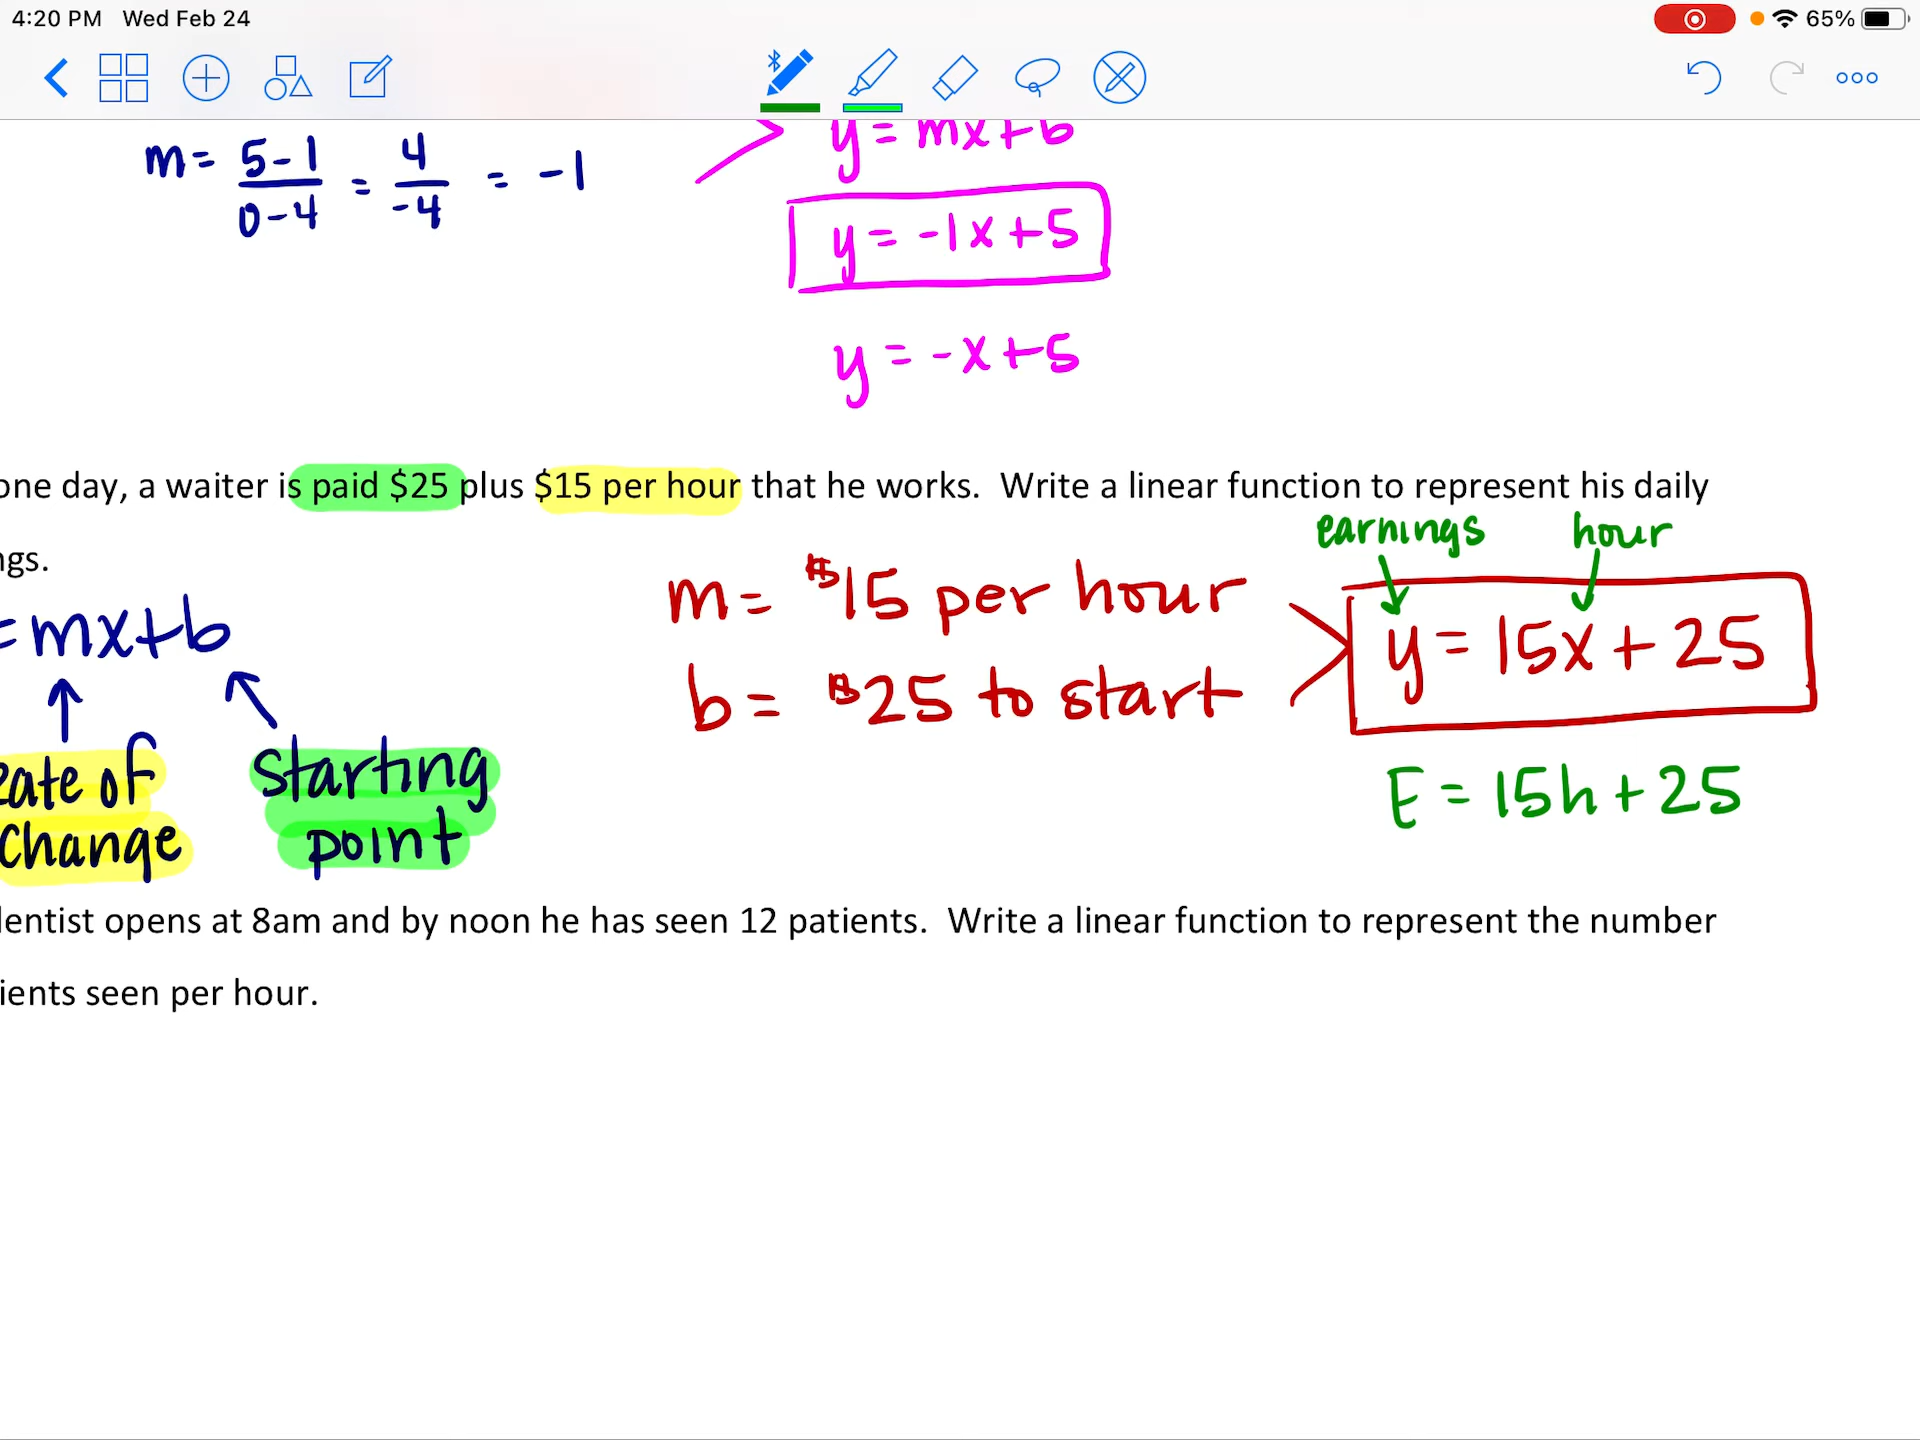 4:20 PM Wed Feb 24
65%
y = mx + b
m = 5-1 / 0-4 = 4 / -4 = -1
y = -1x + 5
y = -x + 5
one day, a waiter is paid $25 plus $15 per hour that he works. Write a linear function to represent his daily
ngs.
earnings hour
= mx + b
m = $15 per hour
y = 15x + 25
b = $25 to start
Rate of change
starting point
E = 15h + 25
dentist opens at 8am and by noon he has seen 12 patients. Write a linear function to represent the number
ients seen per hour.